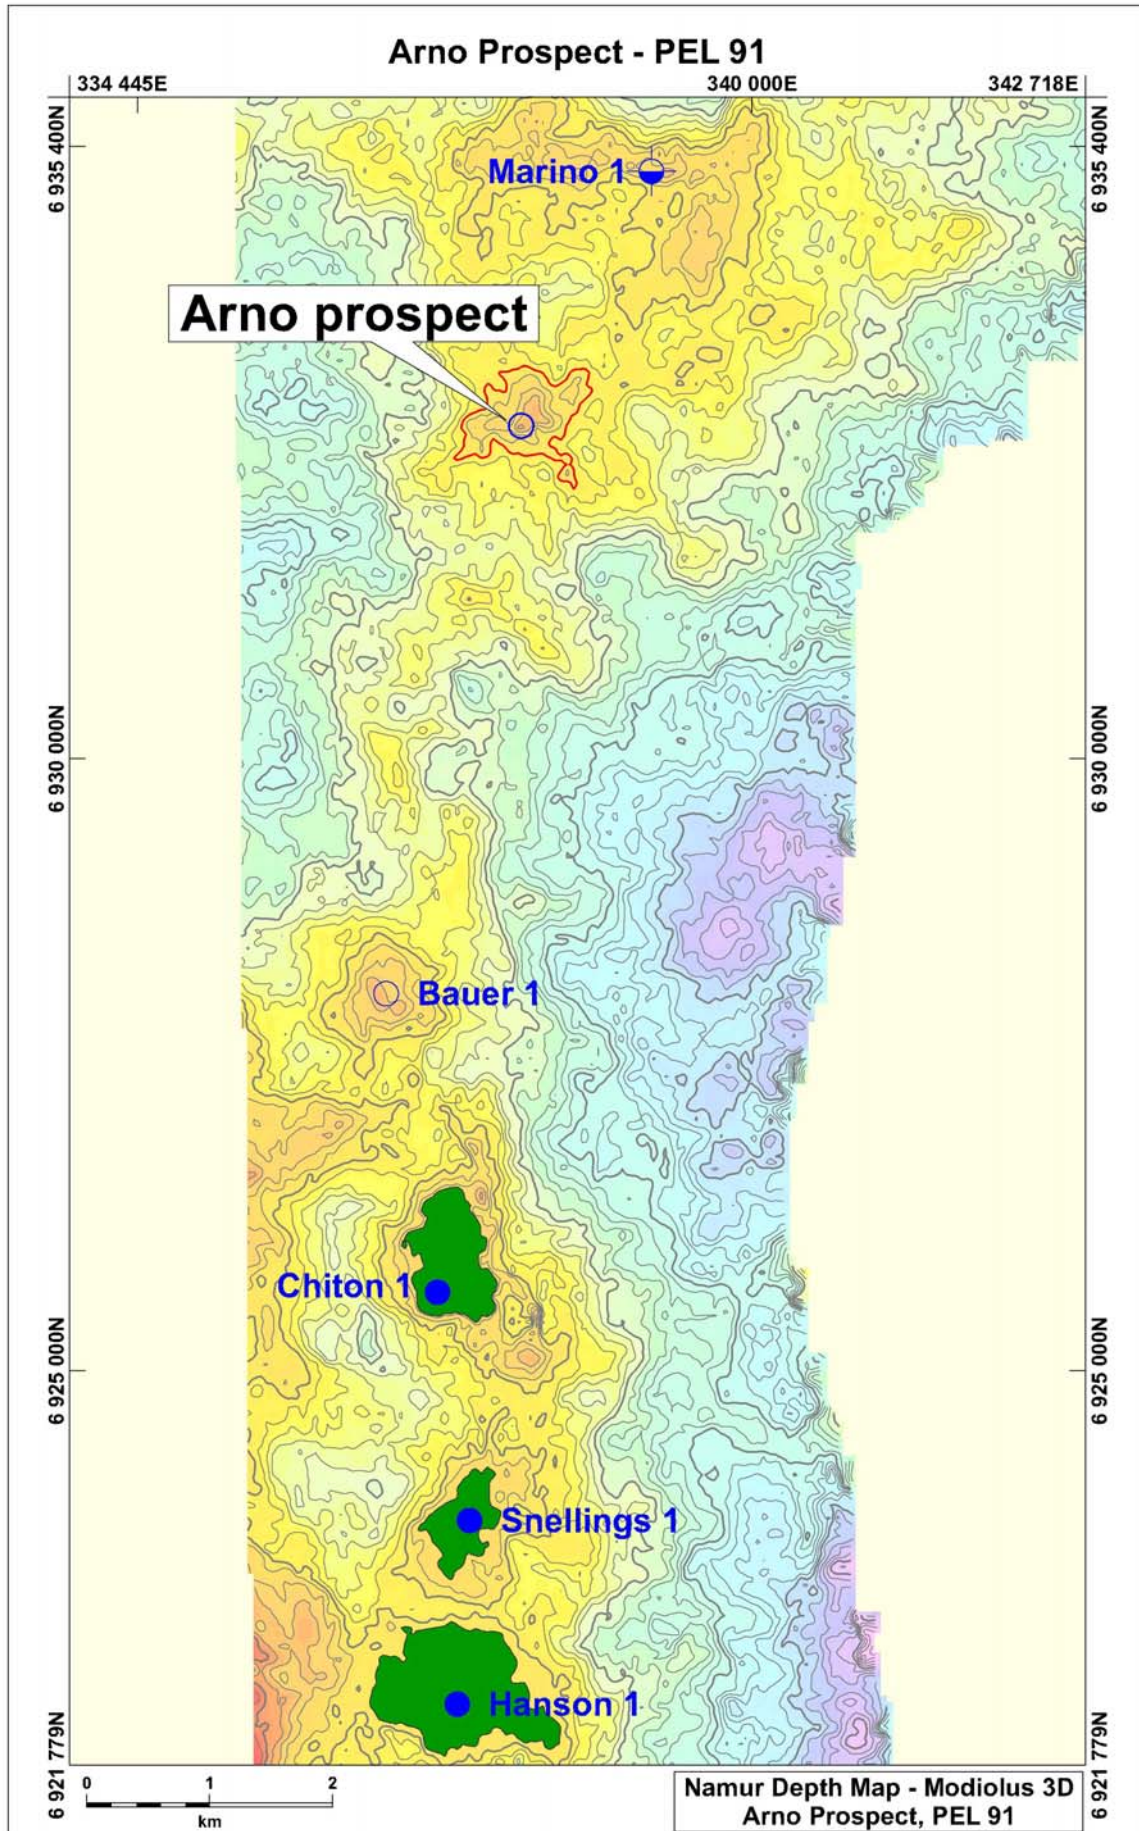 Arno Prospect - PEL 91
334 445E
340 000E
342 718E
6 935 400N
6 935 400N
Marino 1
Arno prospect
6 930 000N
6 930 000N
Bauer 1
Chiton 1
6 925 000N
6 925 000N
Snellings 1
Hanson 1
6 921 779N
6 921 779N
0 1 2
km
Namur Depth Map - Modiolus 3D
Arno Prospect, PEL 91